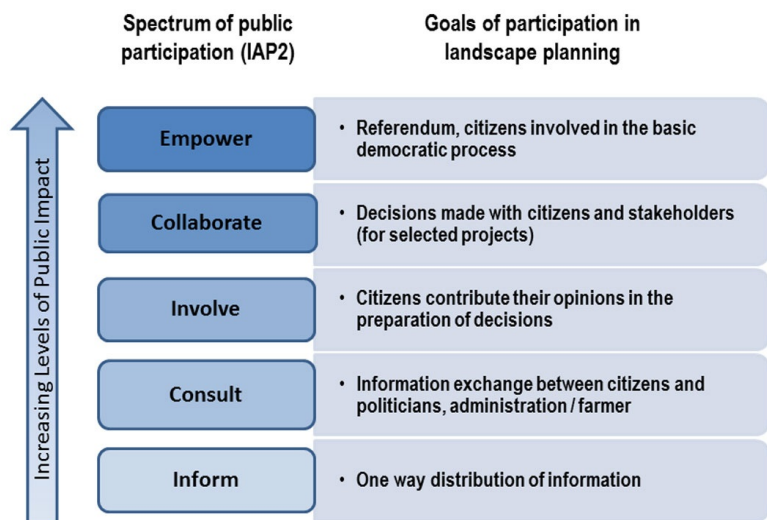 Spectrum of public
participation (IAP2)
Goals of participation in
landscape planning
Increasing Levels of Public Impact
Empower
• Referendum, citizens involved in the basic
democratic process
Collaborate
• Decisions made with citizens and stakeholders
(for selected projects)
Involve
• Citizens contribute their opinions in the
preparation of decisions
Consult
• Information exchange between citizens and
politicians, administration / farmer
Inform
• One way distribution of information